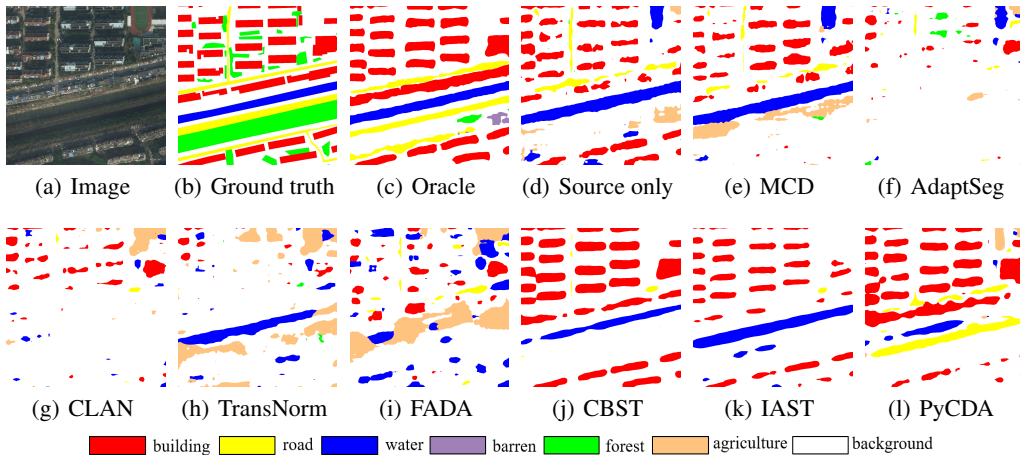 (a) Image
(b) Ground truth
(c) Oracle
(d) Source only
(e) MCD
(f) AdaptSeg
(g) CLAN
(h) TransNorm
(i) FADA
(j) CBST
(k) IAST
(l) PyCDA
building
road
water
barren
forest
agriculture
background